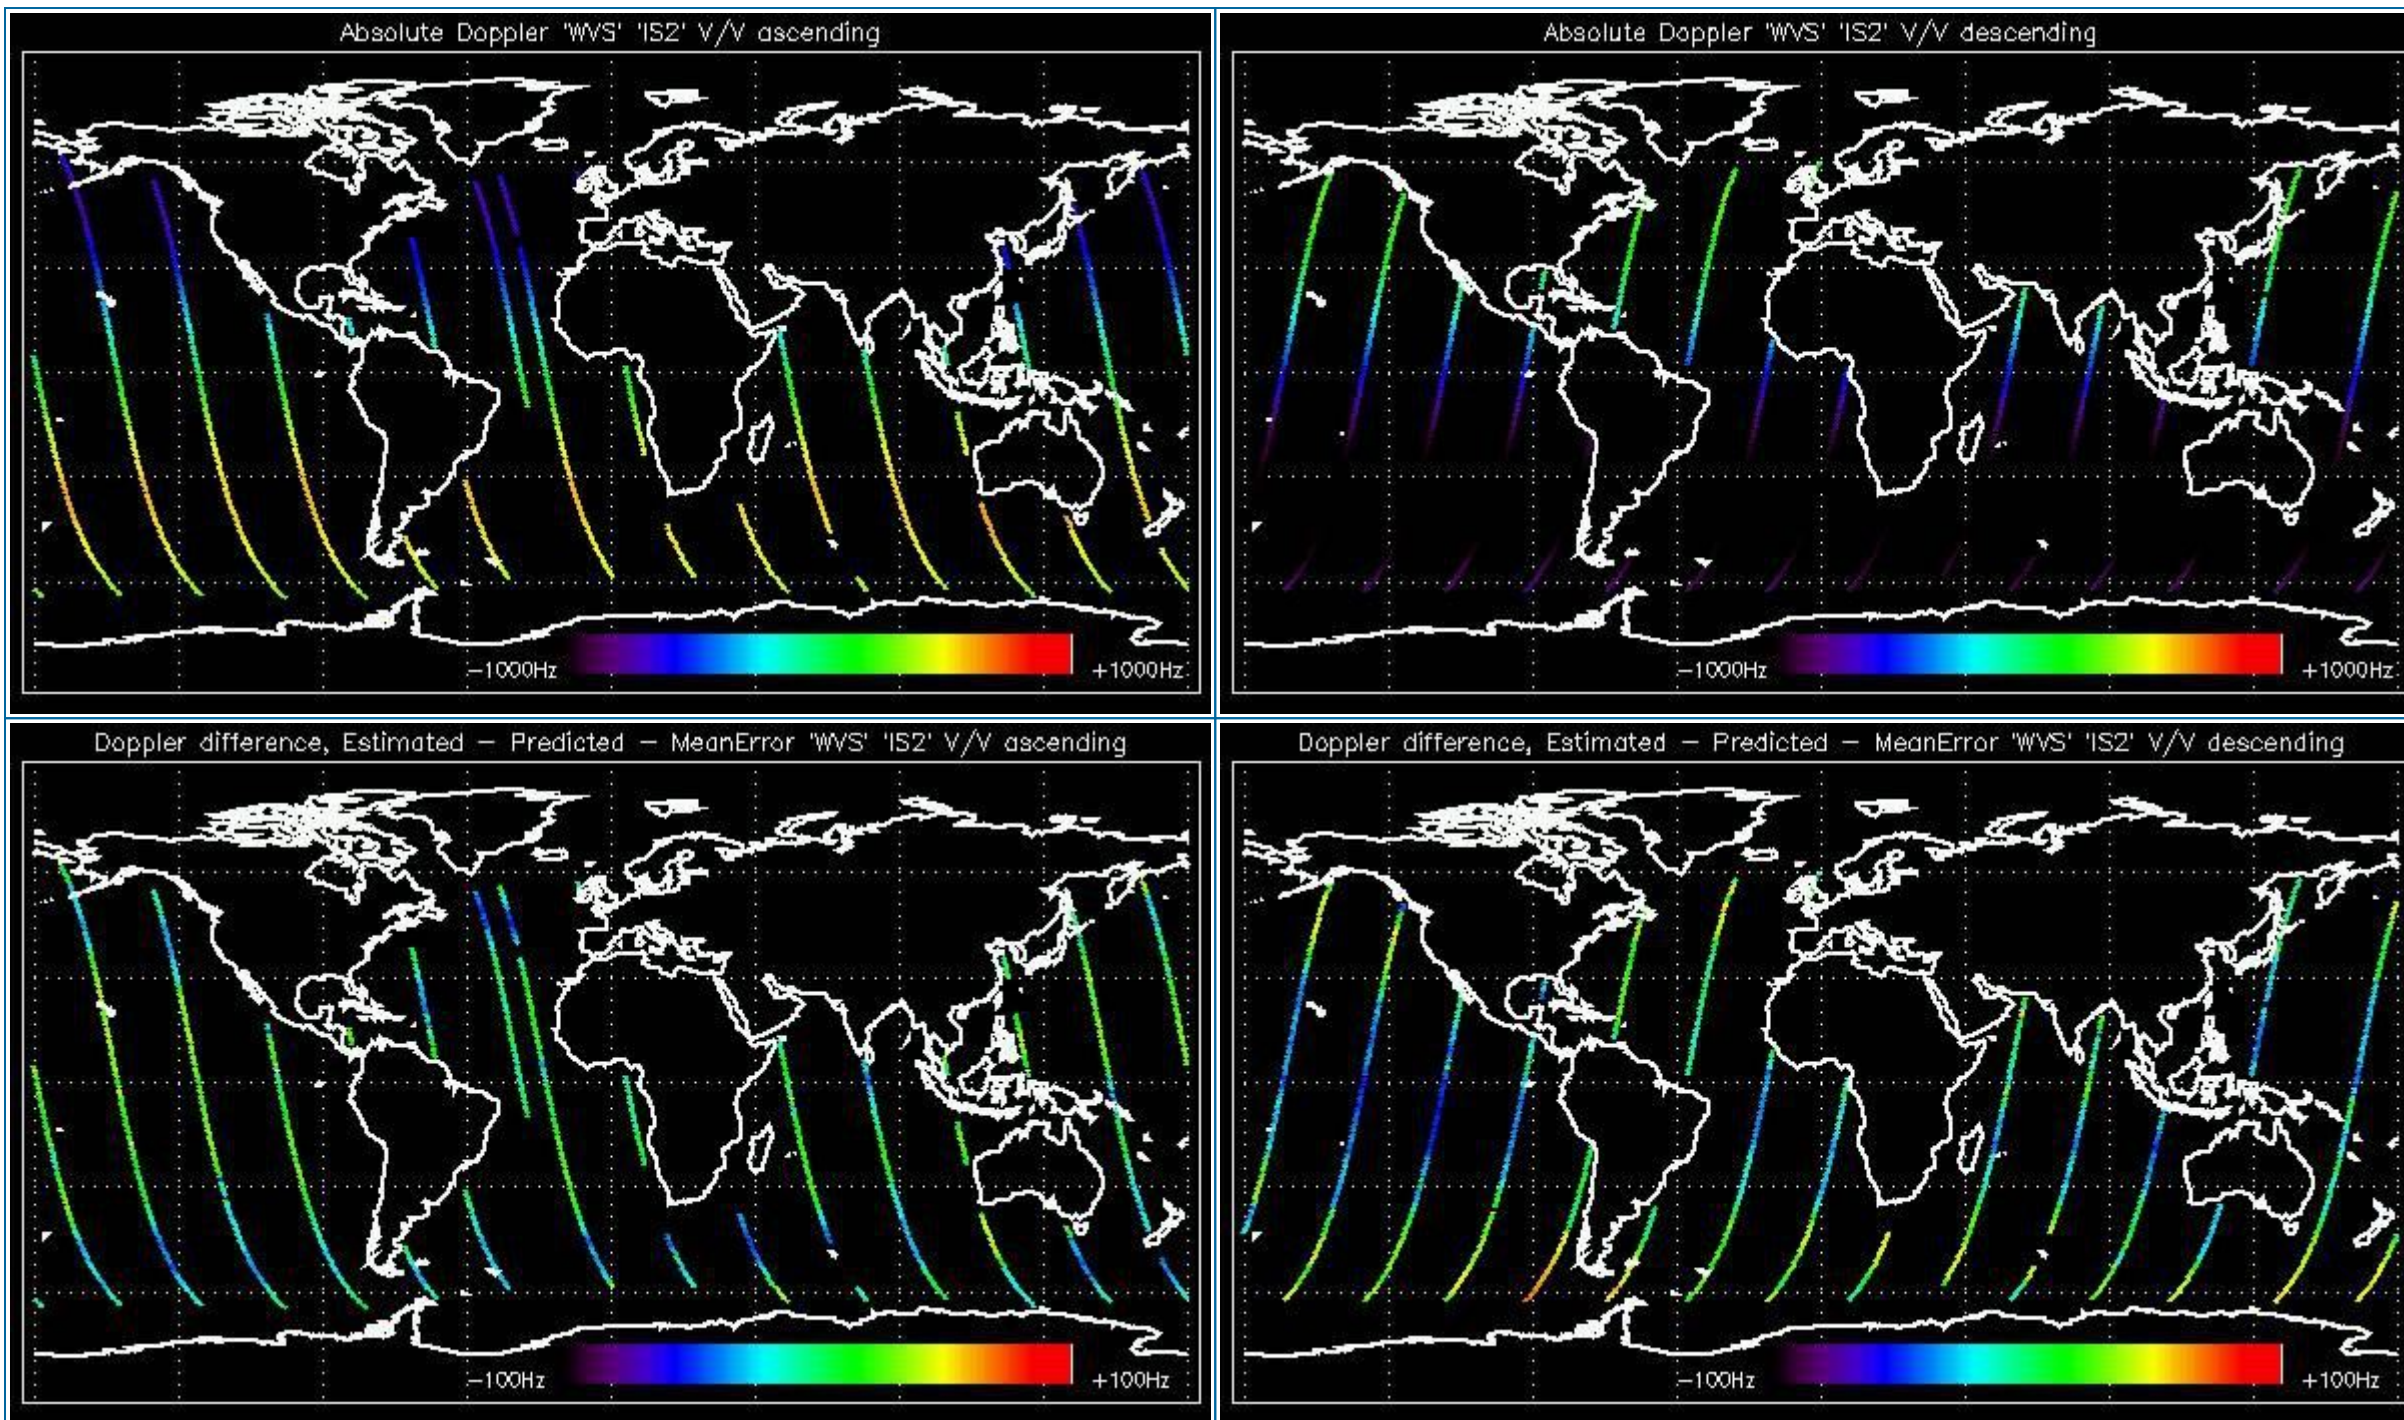 Absolute Doppler 'WVS' 'IS2' V/V ascending
-1000Hz +1000Hz
Absolute Doppler 'WVS' 'IS2' V/V descending
-1000Hz +1000Hz
Doppler difference, Estimated - Predicted - MeanError 'WVS' 'IS2' V/V ascending
-100Hz +100Hz
Doppler difference, Estimated - Predicted - MeanError 'WVS' 'IS2' V/V descending
-100Hz +100Hz